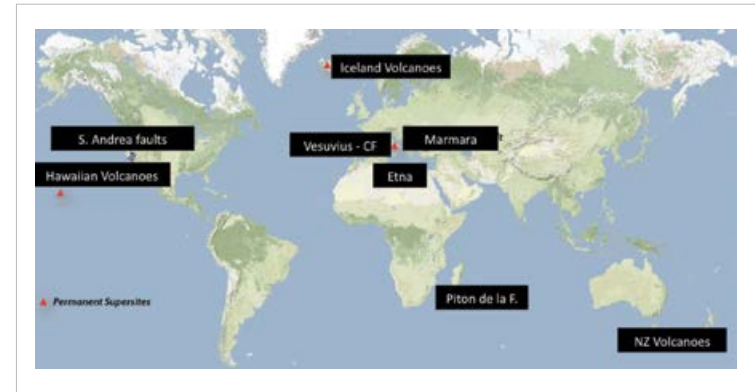 Iceland Volcanoes
S. Andrea faults
Vesuvius - CF
Marmara
Hawaiian Volcanoes
Etna
Permanent Supersites
Piton de la F.
NZ Volcanoes